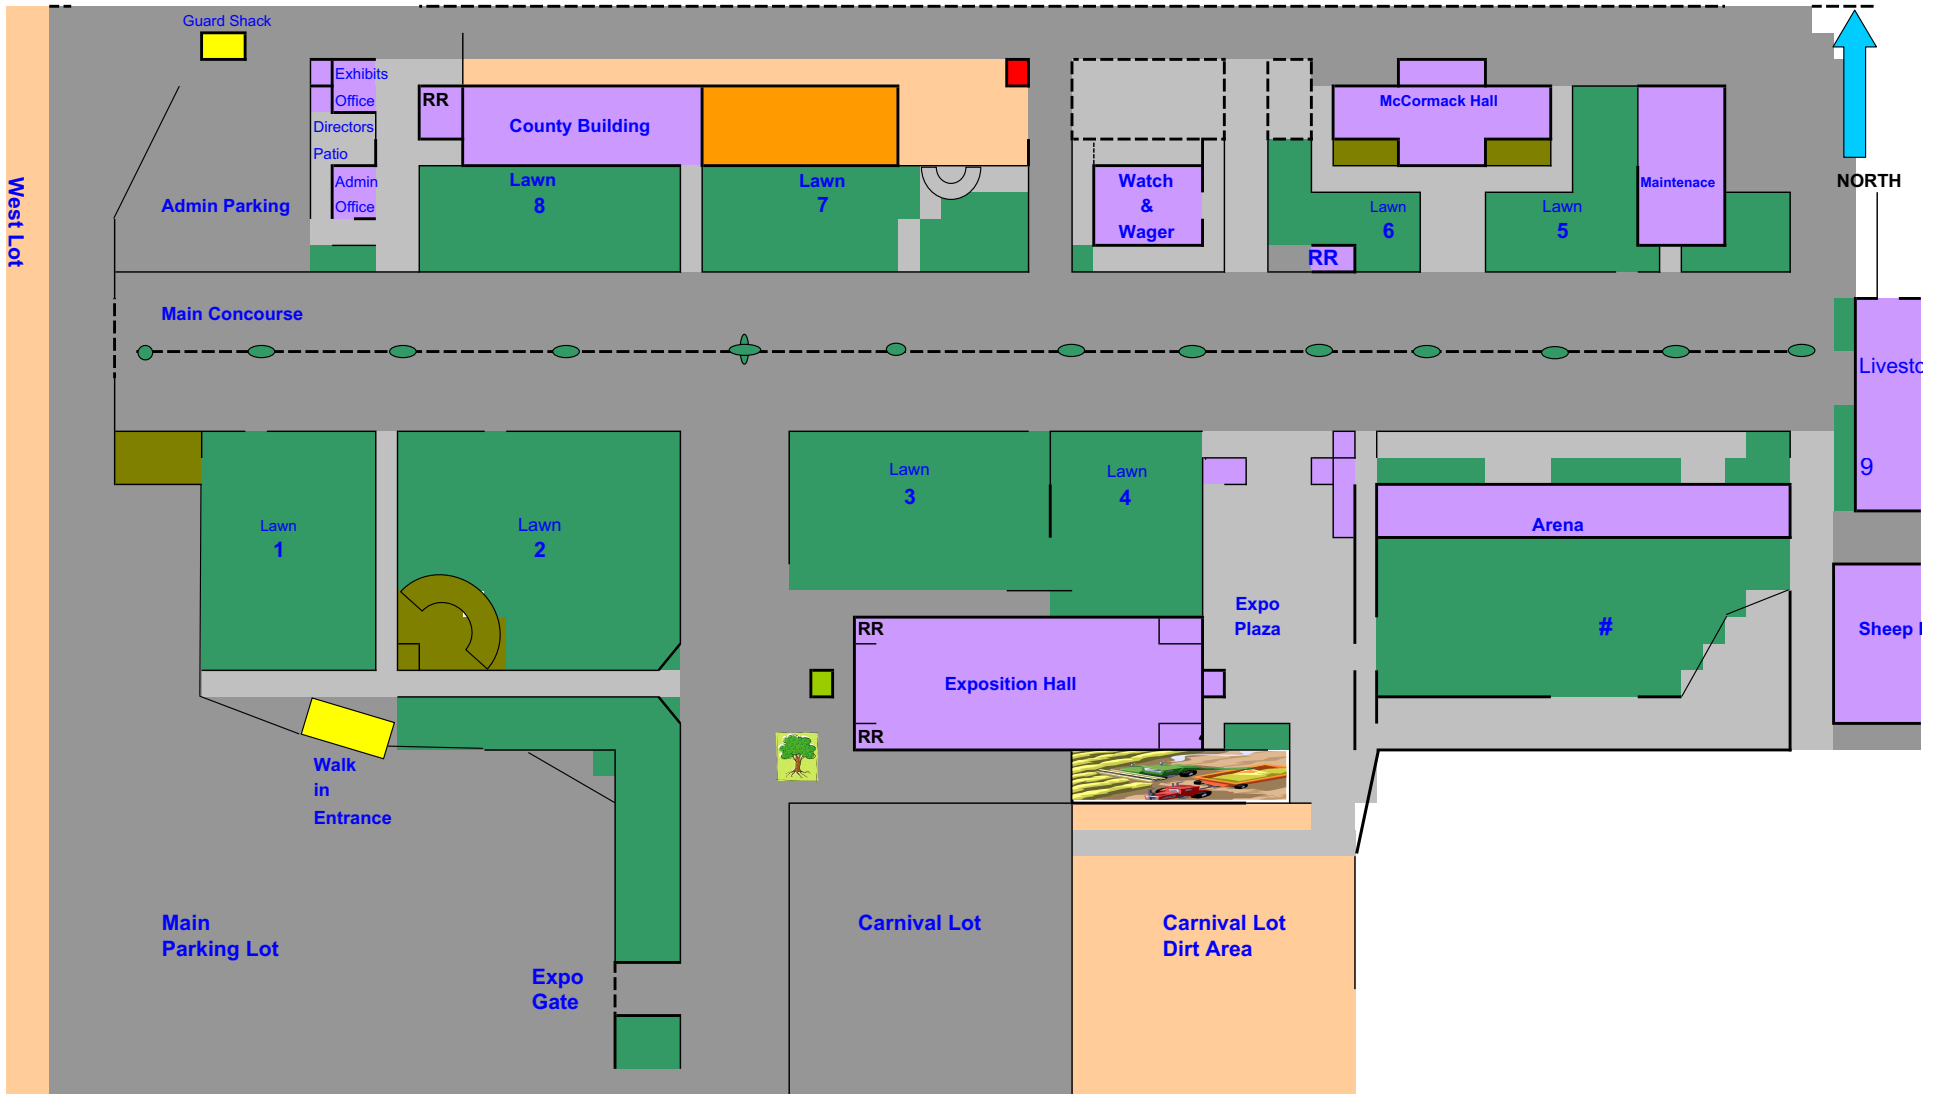 Guard Shack
Exhibits
Office
Directors
Patio
Admin
Office
Admin Parking
West Lot
RR
County Building
Lawn
8
Lawn
7
Watch
&
Wager
McCormack Hall
Lawn
6
RR
Lawn
5
Maintenace
NORTH
Main Concourse
Livesto
9
Lawn
1
Lawn
2
Lawn
3
Lawn
4
Arena
Expo
Plaza
#
Sheep
RR
Exposition Hall
RR
Walk
in
Entrance
Main
Parking Lot
Expo
Gate
Carnival Lot
Carnival Lot
Dirt Area